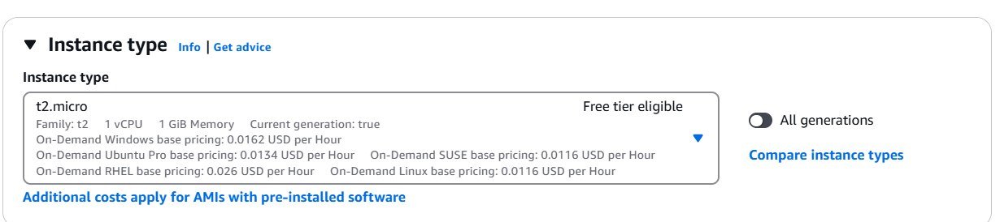 Instance type Info | Get advice
Instance type
t2.micro Free tier eligible
Family: t2 1 vCPU 1 GiB Memory Current generation: true
On-Demand Windows base pricing: 0.0162 USD per Hour
On-Demand Ubuntu Pro base pricing: 0.0134 USD per Hour On-Demand SUSE base pricing: 0.0116 USD per Hour
On-Demand RHEL base pricing: 0.026 USD per Hour On-Demand Linux base pricing: 0.0116 USD per Hour
All generations
Compare instance types
Additional costs apply for AMIs with pre-installed software